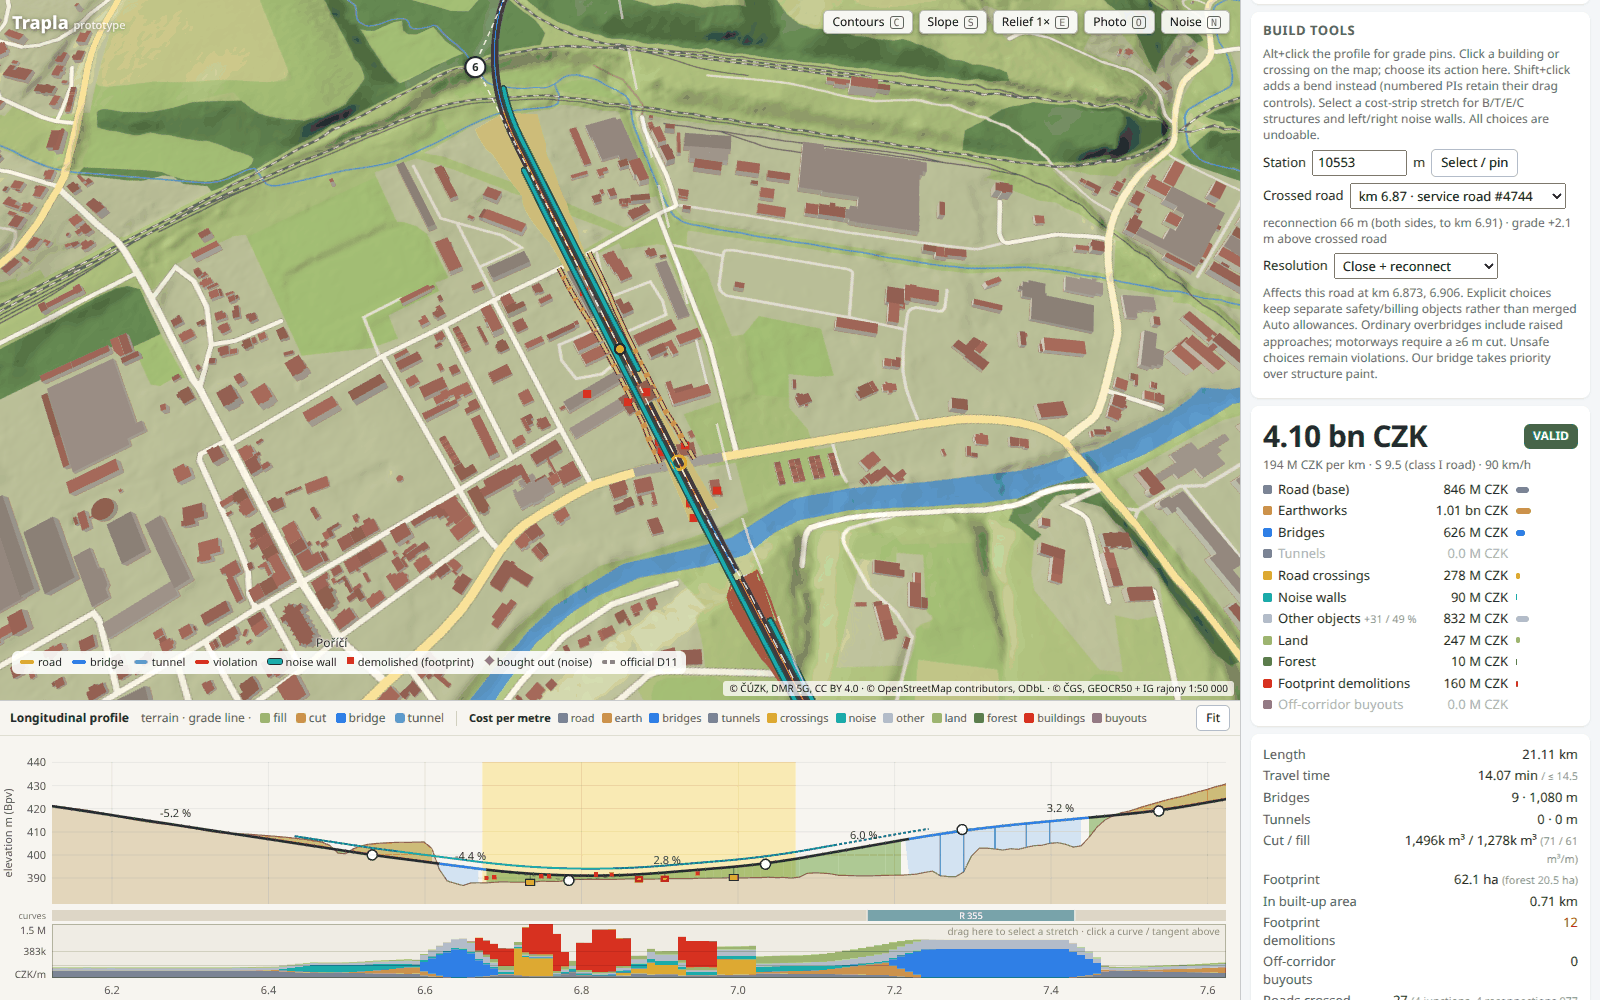 Trapla prototype
Contours C
Slope S
Relief 1× E
Photo O
Noise N
6
Poříčí
road
bridge
tunnel
violation
noise wall
demolished (footprint)
bought out (noise)
official D11
© ČÚZK, DMR 5G, CC BY 4.0 · © OpenStreetMap contributors, ODbL · © ČGS, GEOCR50 + IG rajony 1:50 000
Longitudinal profile terrain · grade line · fill cut bridge tunnel
Cost per metre road earth bridges tunnels crossings noise other land forest buildings buyouts
Fit
elevation m (Bpv)
440
430
420
410
400
390
-5.2 %
-4.4 %
2.8 %
6.0 %
3.2 %
curves
R 355
1.5 M
383k
CZK/m
drag here to select a stretch · click a curve / tangent above
6.2 6.4 6.6 6.8 7.0 7.2 7.4 7.6
BUILD TOOLS
Alt+click the profile for grade pins. Click a building or
crossing on the map; choose its action here. Shift+click
adds a bend instead (numbered PIs retain their drag
controls). Select a cost-strip stretch for B/T/E/C
structures and left/right noise walls. All choices are
undoable.
Station 10553 m Select / pin
Crossed road km 6.87 · service road #4744
reconnection 66 m (both sides, to km 6.91) · grade +2.1
m above crossed road
Resolution Close + reconnect
Affects this road at km 6.873, 6.906. Explicit choices
keep separate safety/billing objects rather than merged
Auto allowances. Ordinary overbridges include raised
approaches; motorways require a ≥6 m cut. Unsafe
choices remain violations. Our bridge takes priority
over structure paint.
4.10 bn CZK VALID
194 M CZK per km · S 9.5 (class I road) · 90 km/h
Road (base) 846 M CZK
Earthworks 1.01 bn CZK
Bridges 626 M CZK
Tunnels 0.0 M CZK
Road crossings 278 M CZK
Noise walls 90 M CZK
Other objects +31 / 49 % 832 M CZK
Land 247 M CZK
Forest 10 M CZK
Footprint demolitions 160 M CZK
Off-corridor buyouts 0.0 M CZK
Length 21.11 km
Travel time 14.07 min / ≤ 14.5
Bridges 9 · 1,080 m
Tunnels 0 · 0 m
Cut / fill 1,496k m³ / 1,278k m³ (71 / 61
m³/m)
Footprint 62.1 ha (forest 20.5 ha)
In built-up area 0.71 km
Footprint 12
demolitions
Off-corridor 0
buyouts